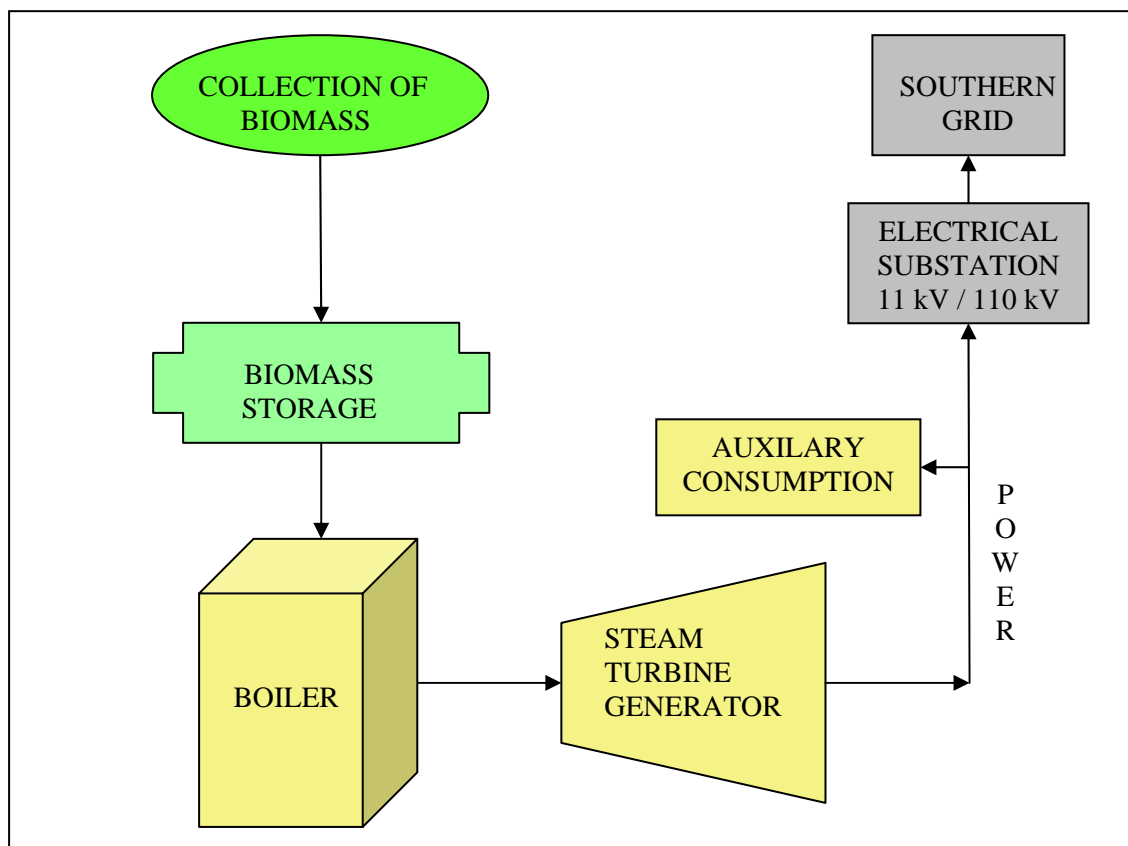 COLLECTION OF
BIOMASS
SOUTHERN
GRID
ELECTRICAL
SUBSTATION
11 kV / 110 kV
BIOMASS
STORAGE
AUXILARY
CONSUMPTION
P
O
W
E
R
STEAM
TURBINE
GENERATOR
BOILER